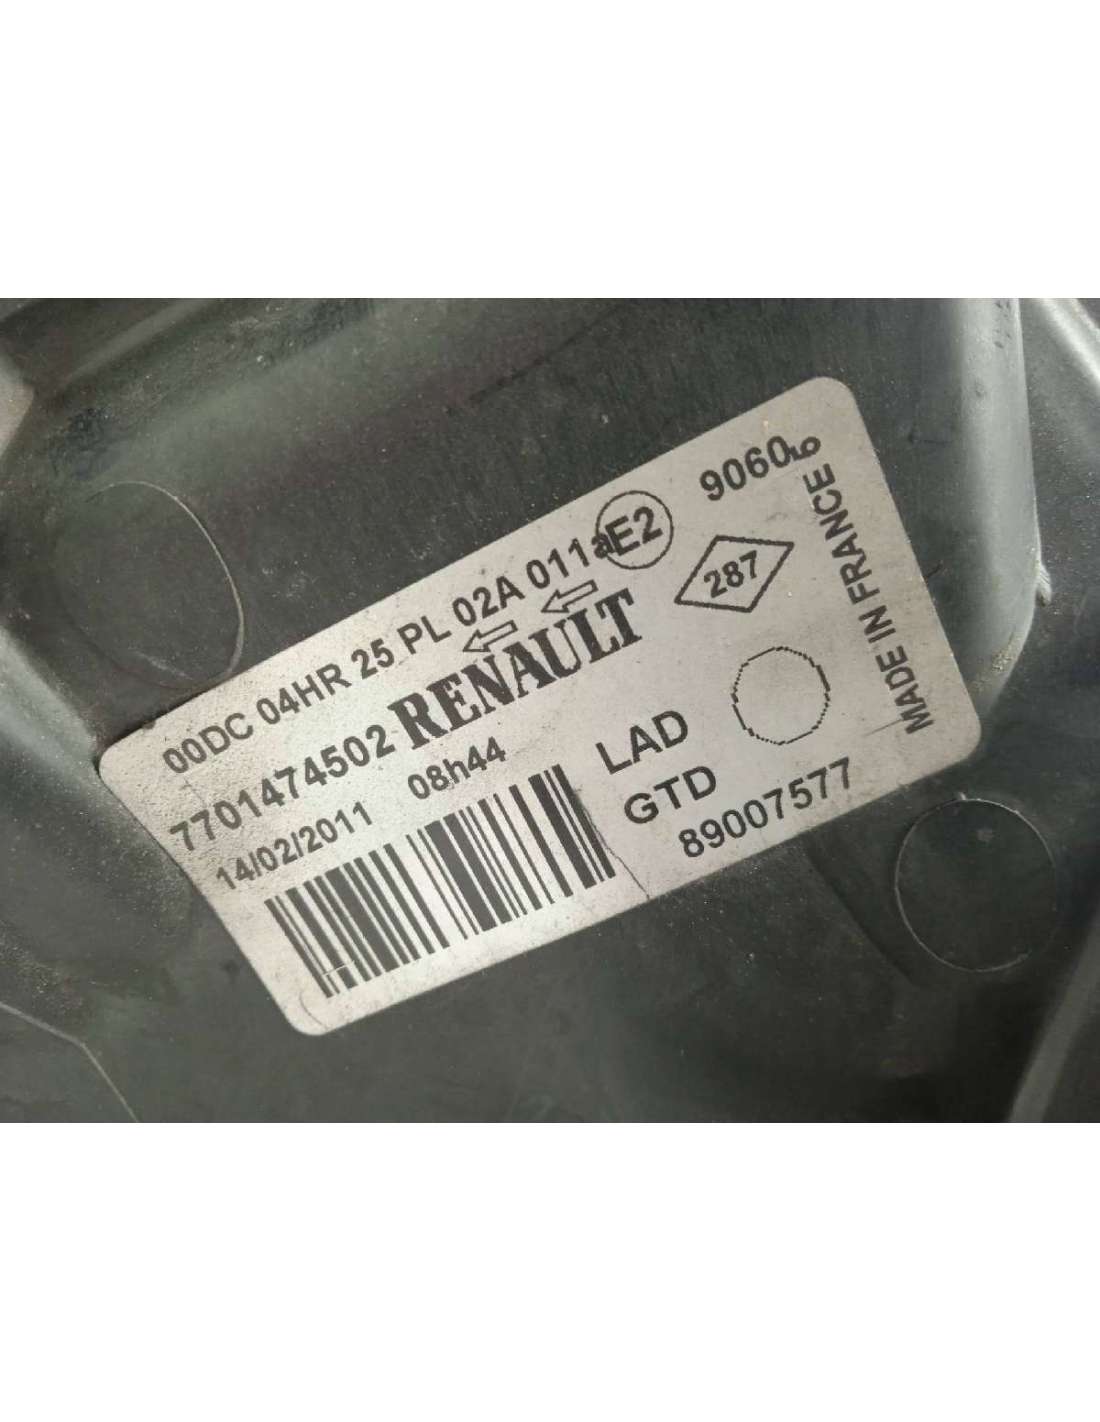 00DC 04HR 25 PL 02A 011a E2 9060
6
7701474502 RENAULT 287
14/02/2011 08h44
LAD
GTD
89007577
MADE IN FRANCE